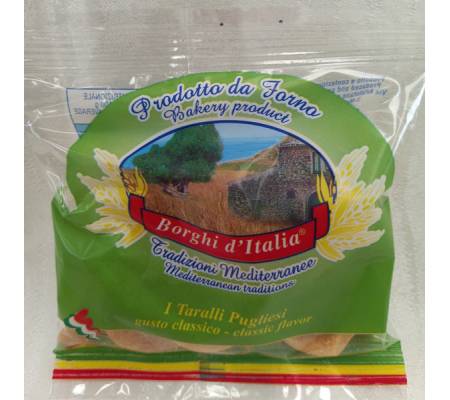 Prodotto da Forno
Bakery product
Borghi d'Italia®
Tradizioni Mediterranee
Mediterranean traditions
I Taralli Pugliesi
gusto classico - classic flavor